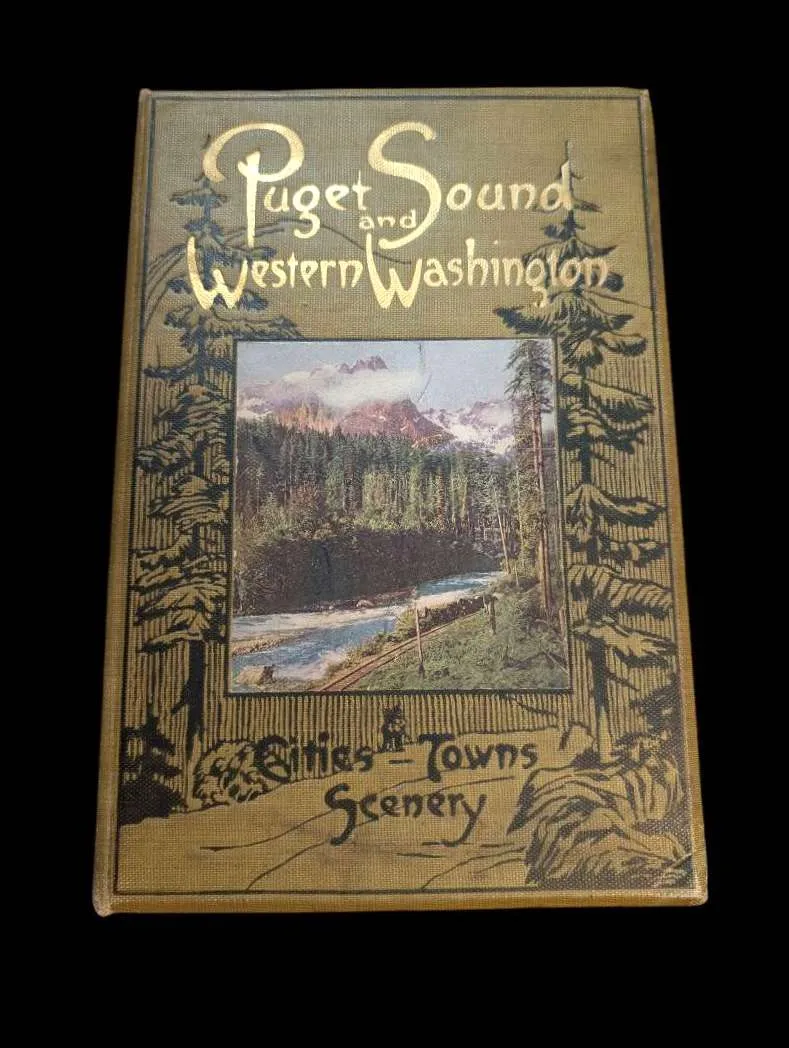 Puget Sound
and
Western Washington
Cities - Towns
Scenery